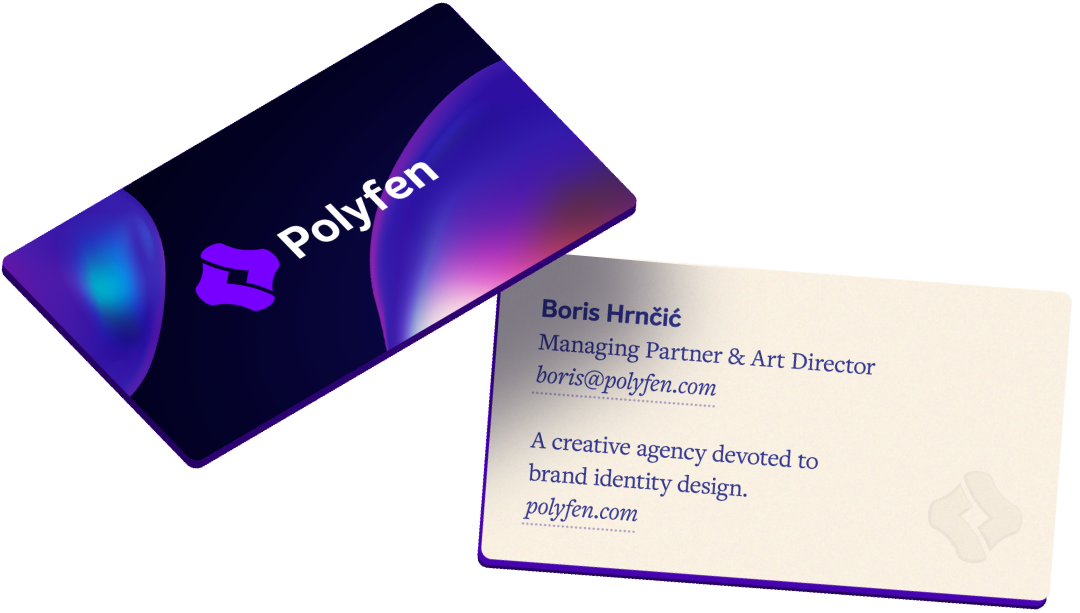 Polyfen
Boris Hrnčić
Managing Partner & Art Director
boris@polyfen.com
A creative agency devoted to
brand identity design.
polyfen.com